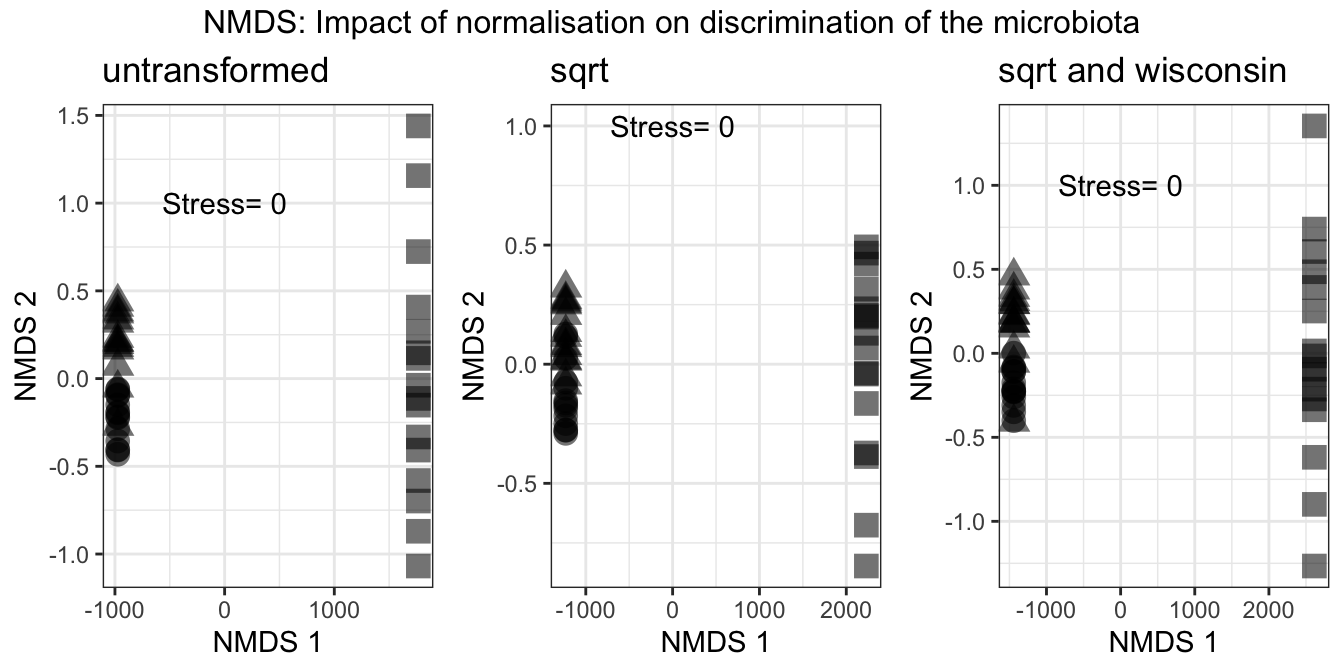 NMDS: Impact of normalisation on discrimination of the microbiota
untransformed
1.5
1.0
0.5
0.0
-0.5
-1.0
NMDS 2
Stress= 0
-1000 0 1000
NMDS 1
sqrt
1.0
0.5
0.0
-0.5
NMDS 2
Stress= 0
-1000 0 1000 2000
NMDS 1
sqrt and wisconsin
1.0
0.5
0.0
-0.5
-1.0
NMDS 2
Stress= 0
-1000 0 1000 2000
NMDS 1